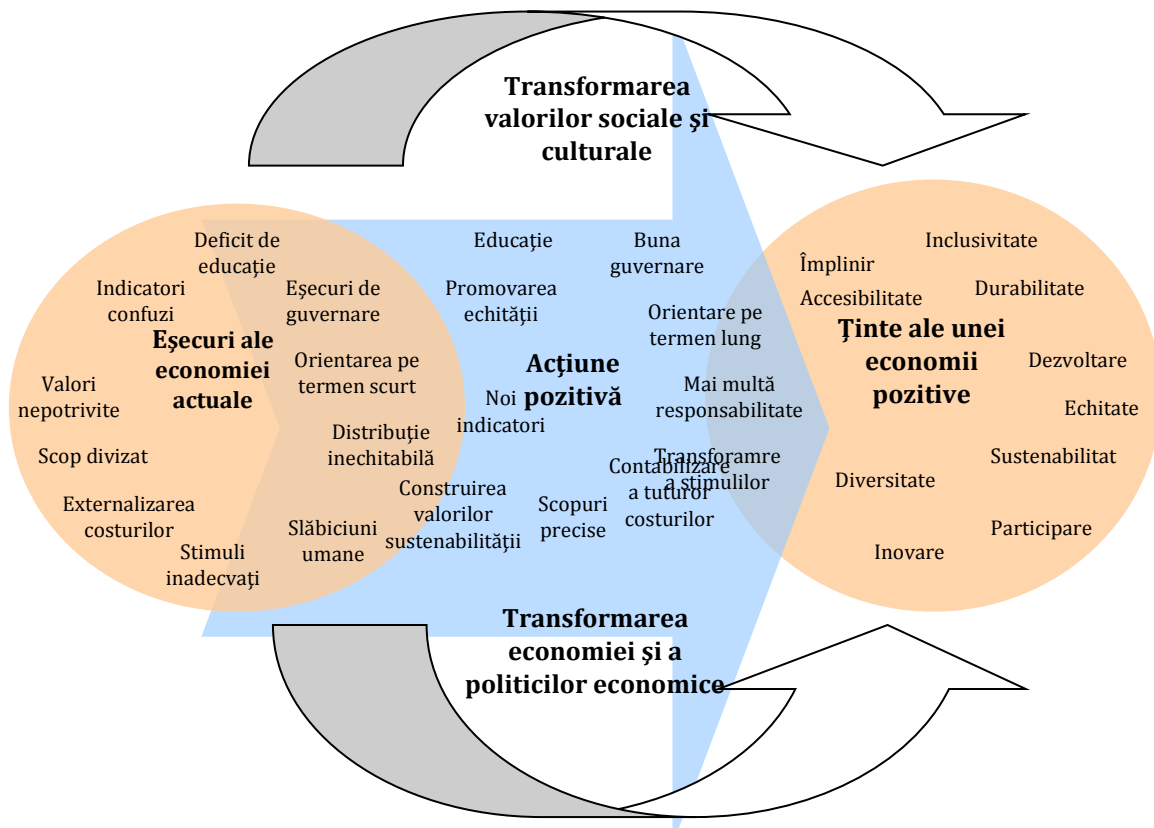 Transformarea
valorilor sociale şi
culturale
Deficit de
educaţie
Indicatori
confuzi
Eşecuri de
guvernare
Eşecuri ale
economiei
actuale
Orientarea pe
termen scurt
Valori
nepotrivite
Distribuţie
inechitabilă
Scop divizat
Externalizarea
costurilor
Slăbiciuni
umane
Stimuli
inadecvaţi
Educaţie
Buna
guvernare
Promovarea
echităţii
Orientare pe
termen lung
Acţiune
pozitivă
Noi
indicatori
Mai multă
responsabilitate
Transforamre
a stimulilor
Contabilizare
a tuturor
costurilor
Construirea
valorilor
sustenabilităţii
Scopuri
precise
Inclusivitate
Împlinir
Accesibilitate
Durabilitate
Ţinte ale unei
economii
pozitive
Dezvoltare
Echitate
Sustenabilitat
Diversitate
Participare
Inovare
Transformarea
economiei şi a
politicilor economice